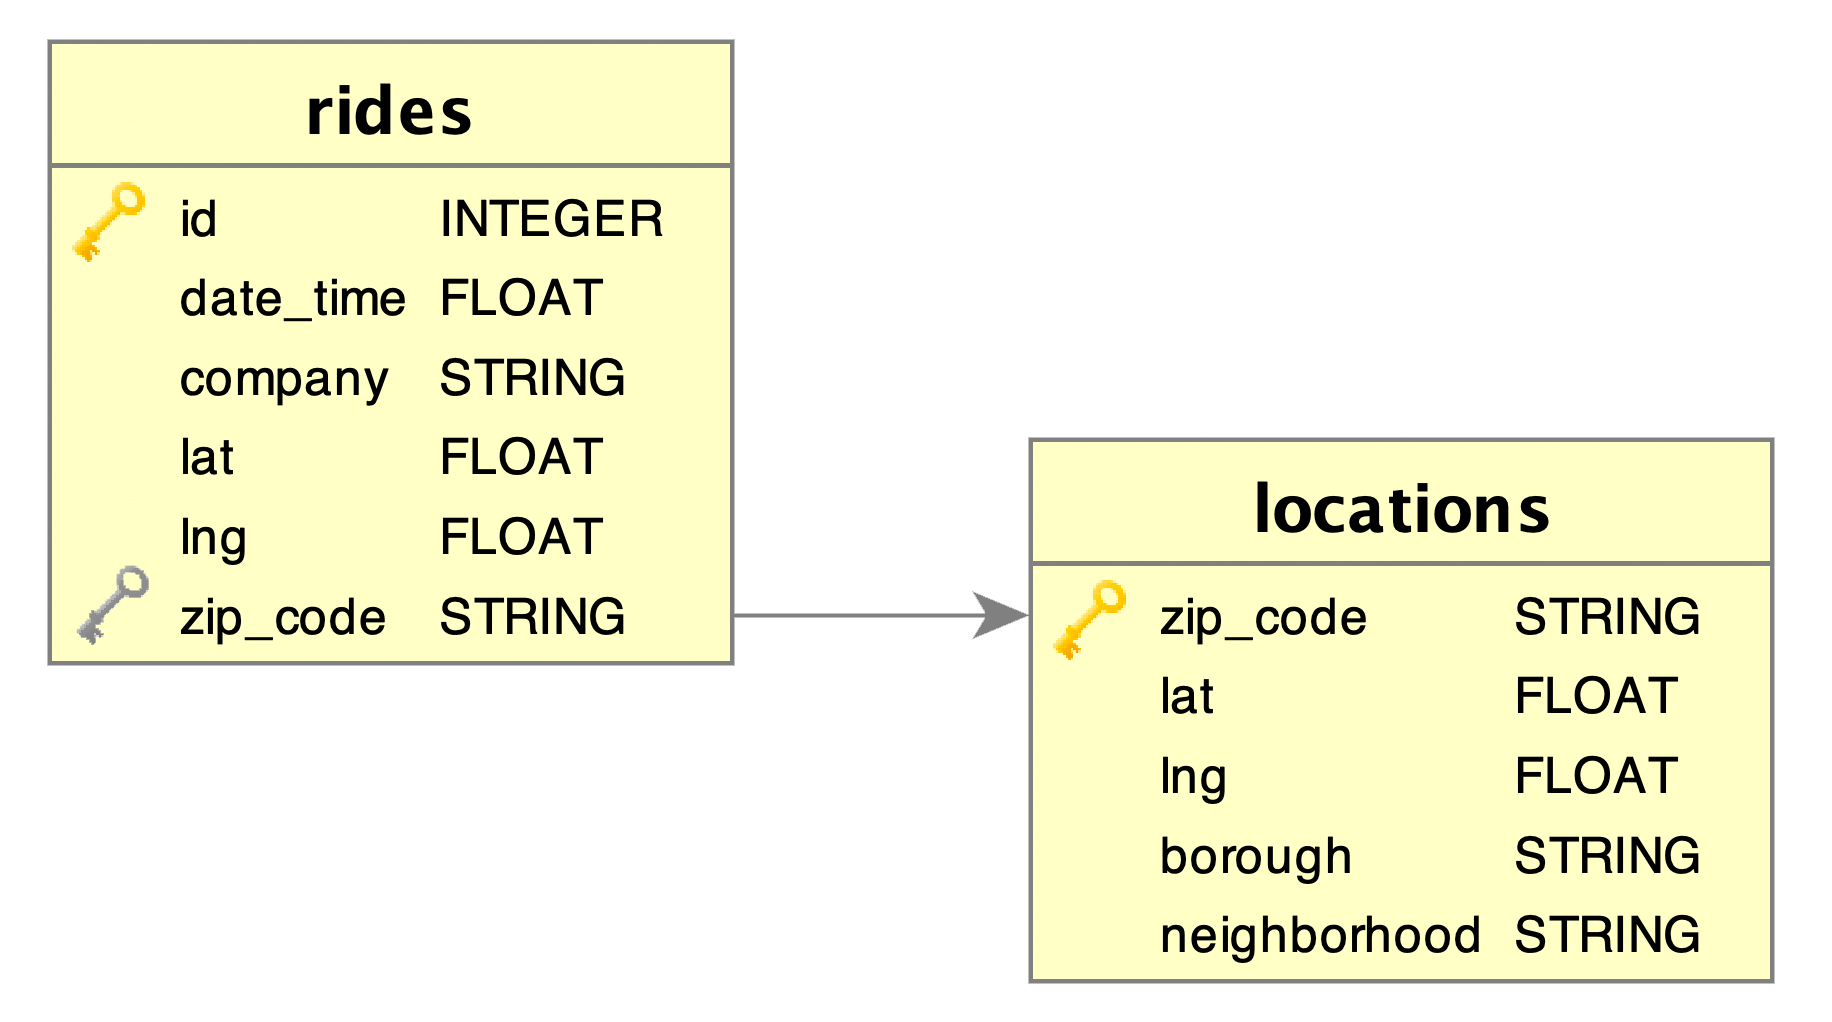 rides
id INTEGER
date_time FLOAT
company STRING
lat FLOAT
lng FLOAT
zip_code STRING
locations
zip_code STRING
lat FLOAT
lng FLOAT
borough STRING
neighborhood STRING